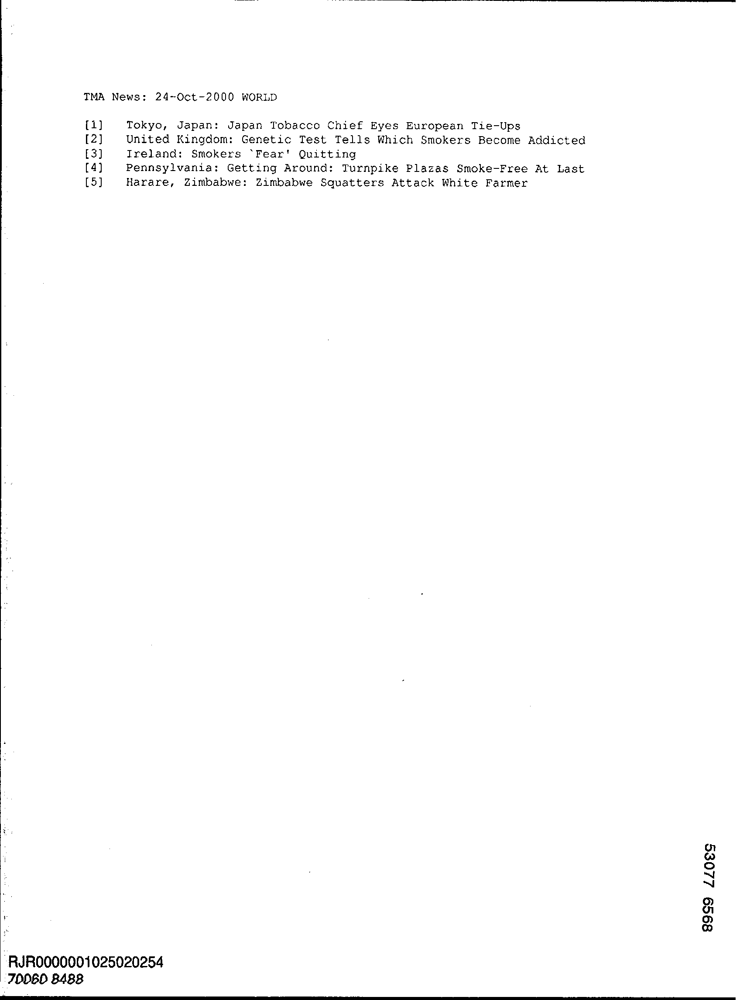 TMA News: 24-Oct-2000 WORLD
[1] Tokyo, Japan: Japan Tobacco Chief Eyes European Tie-Ups
[2] United Kingdom: Genetic Test Tells Which Smokers Become Addicted
[3] Ireland: Smokers `Fear' Quitting
[4] Pennsylvania: Getting Around: Turnpike Plazas Smoke-Free At Last
[5] Harare, Zimbabwe: Zimbabwe Squatters Attack White Farmer
53077 6568
RJR0000001025020254
70060 8488